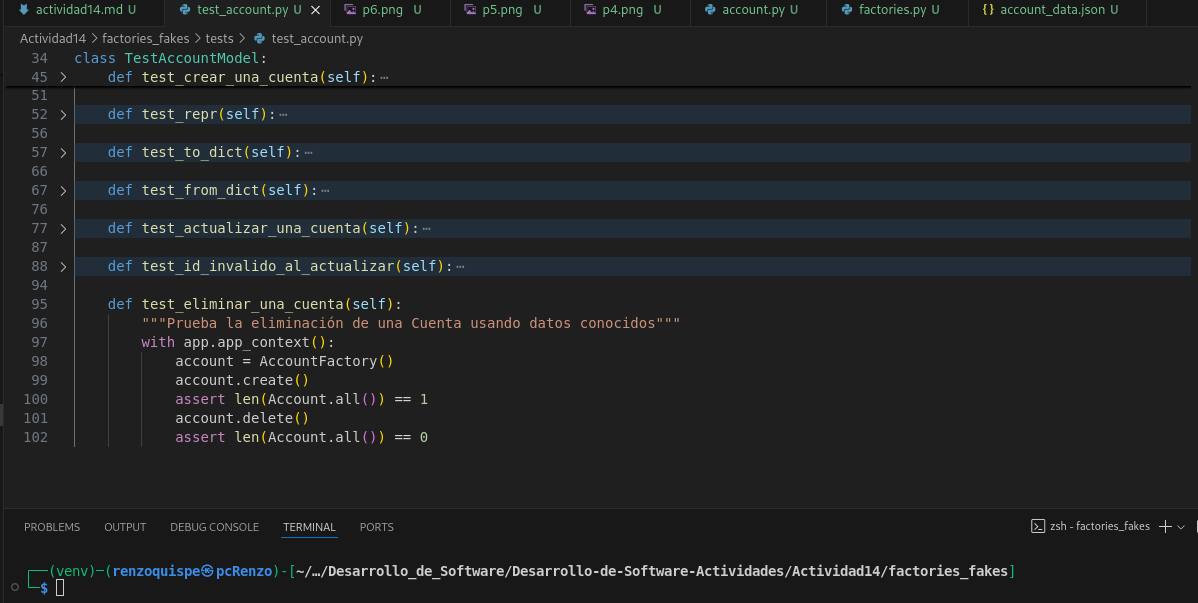 actividad14.md U test_account.py U p6.png U p5.png U p4.png U account.py U factories.py U {} account_data.json U
Actividad14 > factories_fakes > tests > test_account.py
34 class TestAccountModel:
45 > def test_crear_una_cuenta(self): ⋯
51
52 > def test_repr(self): ⋯
56
57 > def test_to_dict(self): ⋯
66
67 > def test_from_dict(self): ⋯
76
77 > def test_actualizar_una_cuenta(self): ⋯
87
88 > def test_id_invalido_al_actualizar(self): ⋯
94
95 def test_eliminar_una_cuenta(self):
96 """Prueba la eliminación de una Cuenta usando datos conocidos"""
97 with app.app_context():
98 account = AccountFactory()
99 account.create()
100 assert len(Account.all()) == 1
101 account.delete()
102 assert len(Account.all()) == 0
PROBLEMS OUTPUT DEBUG CONSOLE TERMINAL PORTS zsh - factories_fakes
┌──(venv)─(renzoquispe㉿pcRenzo)-[~/…/Desarrollo_de_Software/Desarrollo-de-Software-Actividades/Actividad14/factories_fakes]
└─$